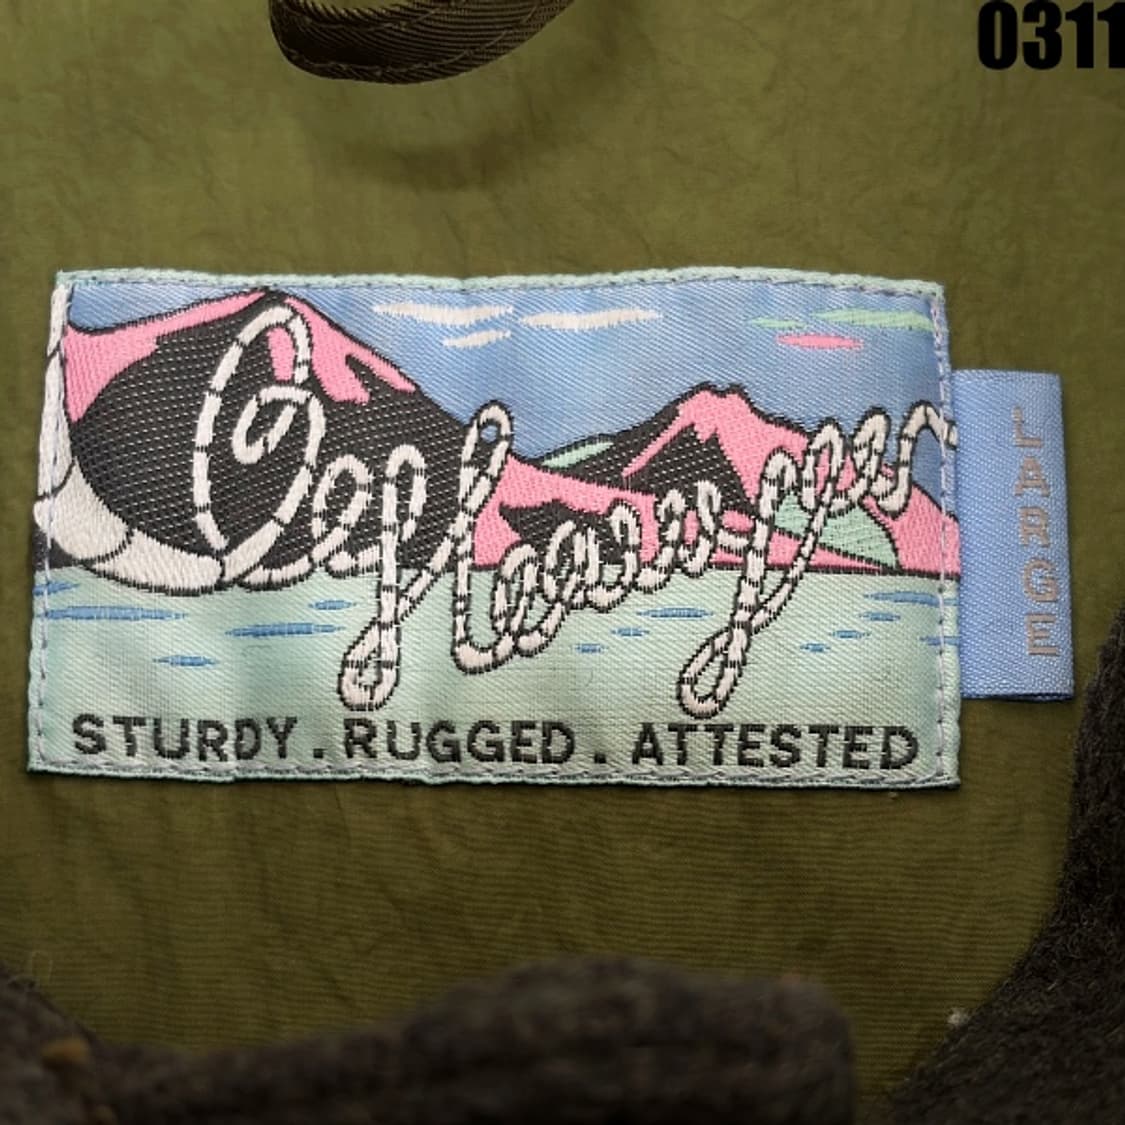 0311
LARGE
STURDY . RUGGED . ATTESTED